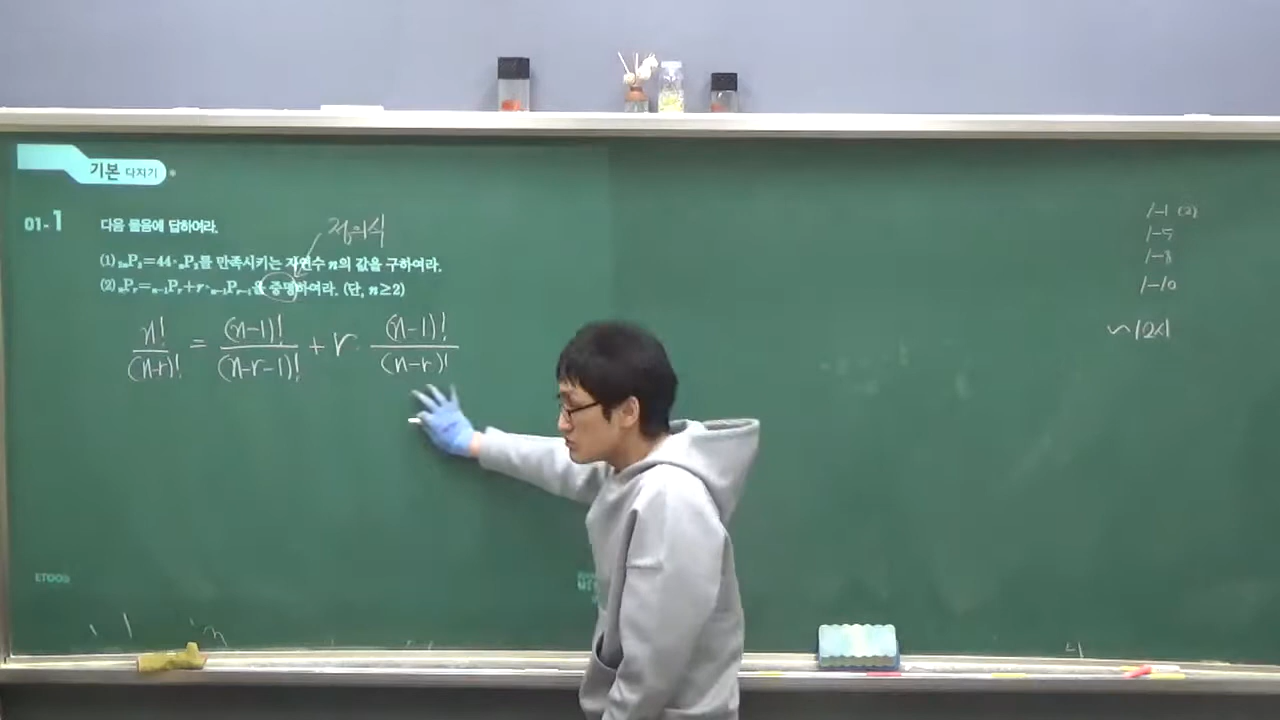 기본 다지기
01-1 다음 물음에 답하여라.
정의식
(1) ₂ₙP₃=44·ₙP₂를 만족시키는 자연수 n의 값을 구하여라.
(2) ₙPᵣ=ₙ₋₁Pᵣ+r·ₙ₋₁Pᵣ₋₁을 증명하여라. (단, n≥2)
n!/(n-r)! = (n-1)!/(n-r-1)! + r · (n-1)!/(n-r)!
1-1 (2)
1-5
1-8
1-10
~12시
ETOOS